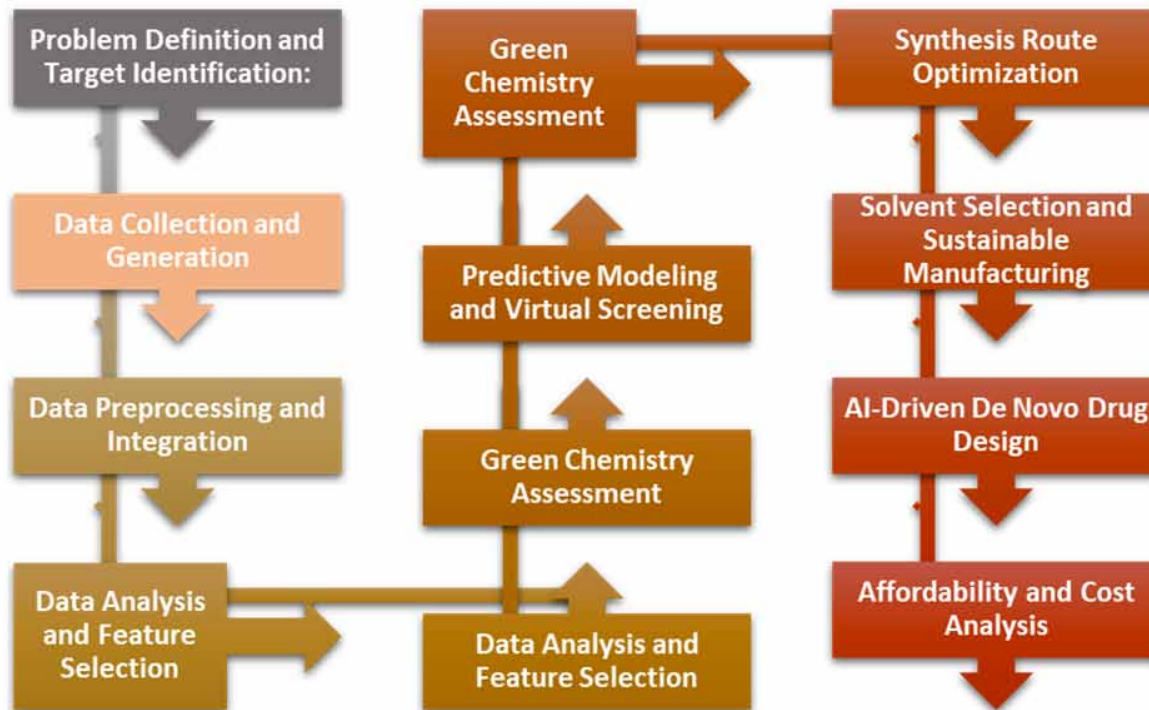 Problem Definition and
Target Identification:
Data Collection and
Generation
Data Preprocessing and
Integration
Data Analysis
and Feature
Selection
Data Analysis and
Feature Selection
Green Chemistry
Assessment
Predictive Modeling
and Virtual Screening
Green
Chemistry
Assessment
Synthesis Route
Optimization
Solvent Selection and
Sustainable
Manufacturing
AI-Driven De Novo Drug
Design
Affordability and Cost
Analysis